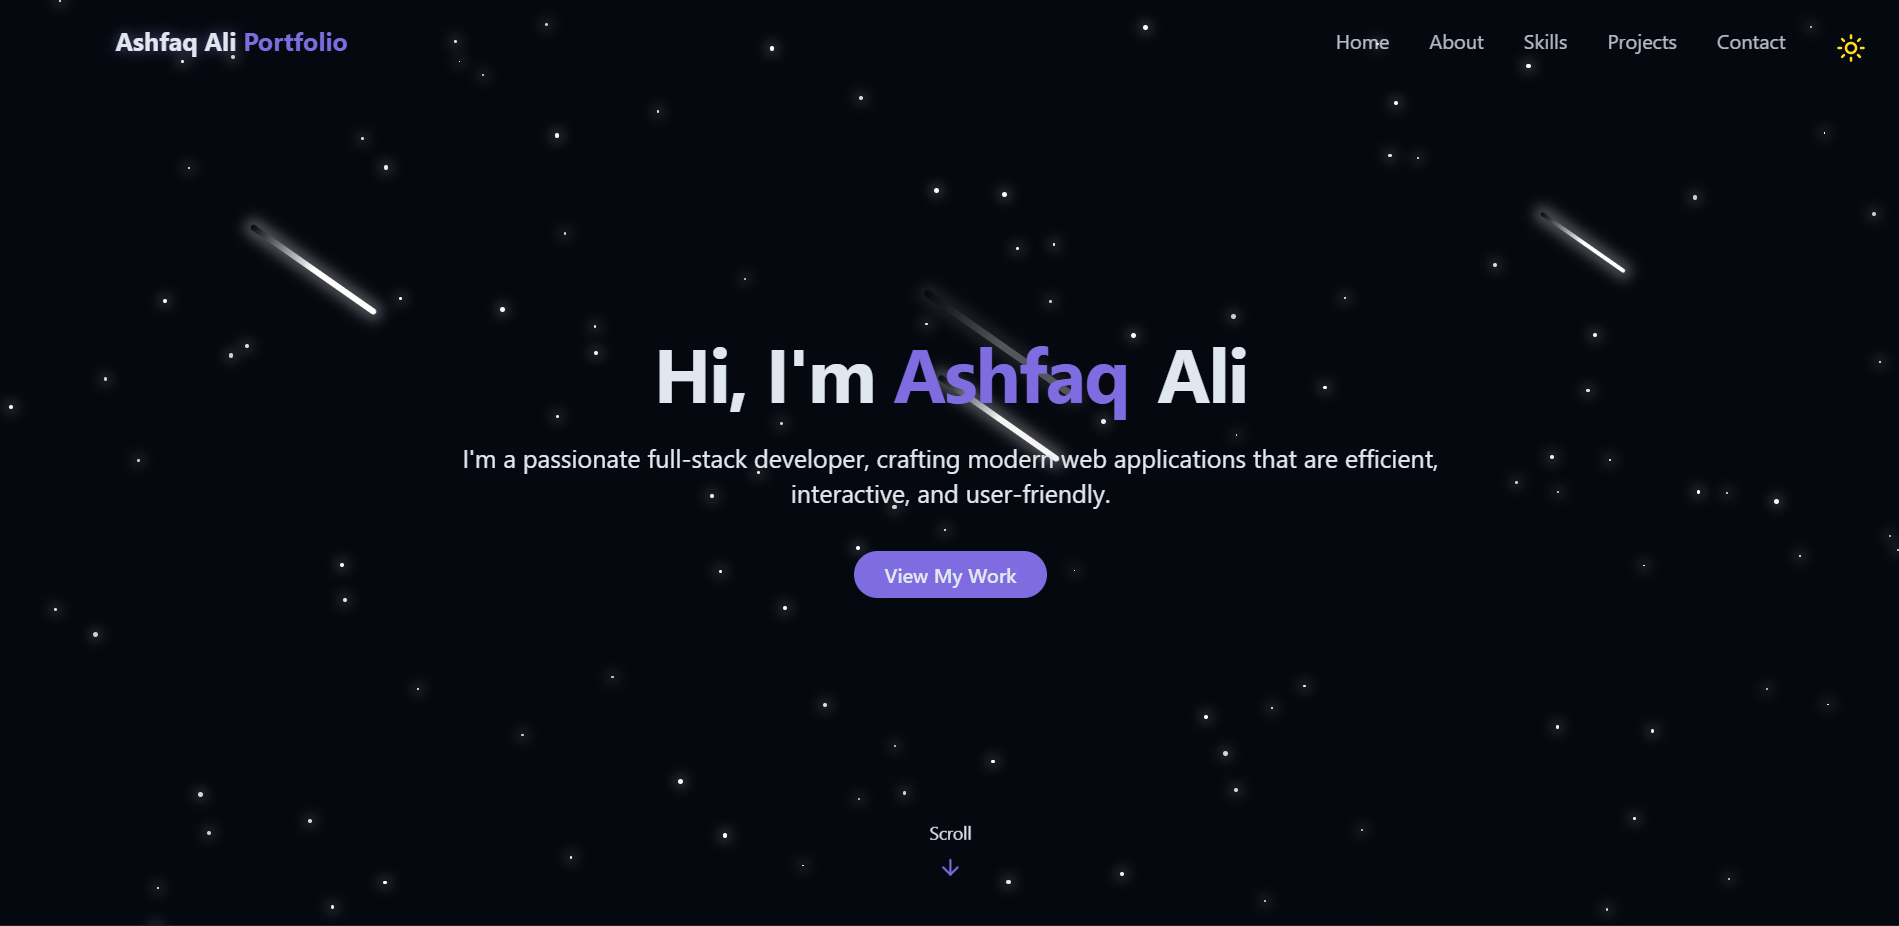 Ashfaq Ali Portfolio
Home About Skills Projects Contact
Hi, I'm Ashfaq Ali
I'm a passionate full-stack developer, crafting modern web applications that are efficient,
interactive, and user-friendly.
View My Work
Scroll